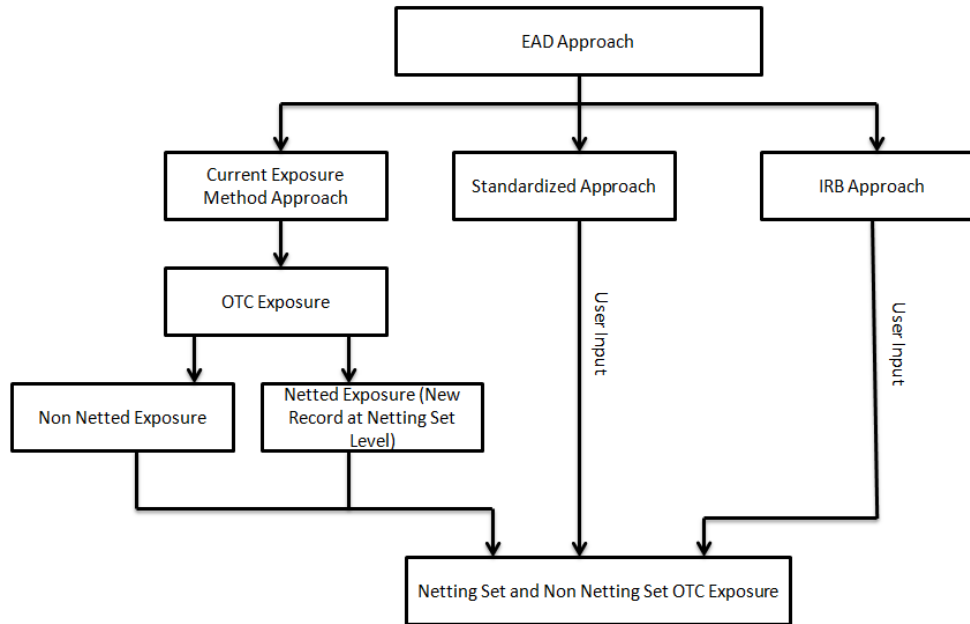 EAD Approach
Current Exposure
Method Approach
Standardized Approach
IRB Approach
OTC Exposure
User Input
User Input
Non Netted Exposure
Netted Exposure (New
Record at Netting Set
Level)
Netting Set and Non Netting Set OTC Exposure